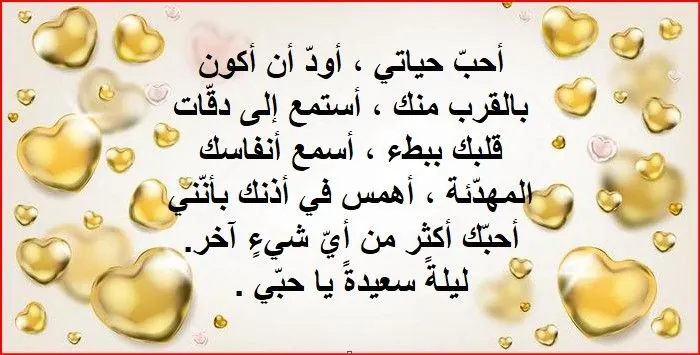 أحبّ حياتي ، أودّ أن أكون
بالقرب منك ، أستمع إلى دقّات
قلبك ببطء ، أسمع أنفاسك
المهدّئة ، أهمس في أذنك بأنّني
أحبّك أكثر من أيّ شيءٍ آخر.
ليلةً سعيدةً يا حبّي .